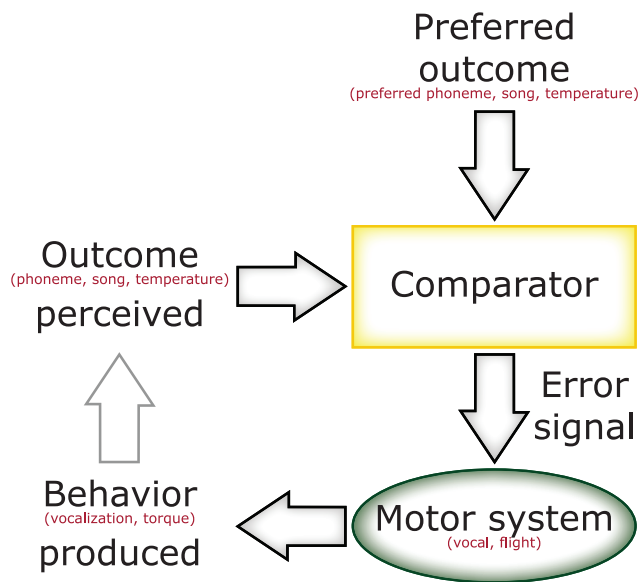 Preferred
outcome
(preferred phoneme, song, temperature)
Outcome
(phoneme, song, temperature)
perceived
Comparator
Error
signal
Behavior
(vocalization, torque)
produced
Motor system
(vocal, flight)